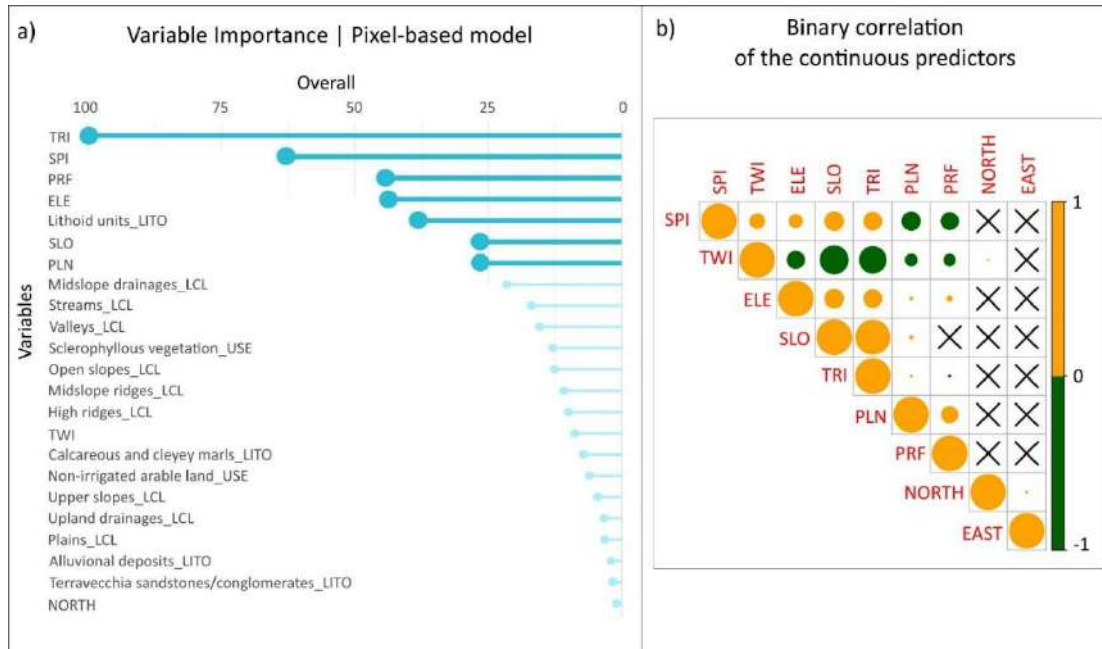 a)
Variable Importance | Pixel-based model
Overall
100 75 50 25 0
Variables
TRI
SPI
PRF
ELE
Lithoid units_LITO
SLO
PLN
Midslope drainages_LCL
Streams_LCL
Valleys_LCL
Sclerophyllous vegetation_USE
Open slopes_LCL
Midslope ridges_LCL
High ridges_LCL
TWI
Calcareous and cleyey marls_LITO
Non-irrigated arable land_USE
Upper slopes_LCL
Upland drainages_LCL
Plains_LCL
Alluvional deposits_LITO
Terravecchia sandstones/conglomerates_LITO
NORTH
b)
Binary correlation
of the continuous predictors
SPI TWI ELE SLO TRI PLN PRF NORTH EAST
SPI
TWI
ELE
SLO
TRI
PLN
PRF
NORTH
EAST
1
0
-1